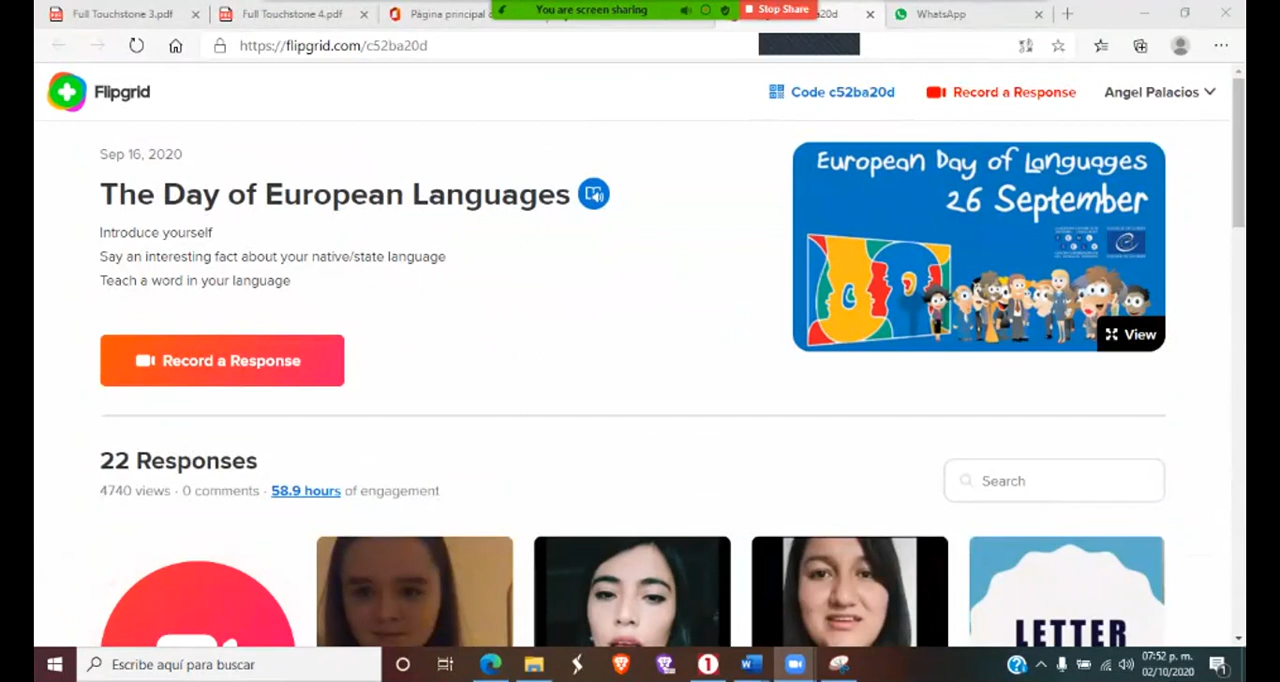 Full Touchstone 3.pdf
Full Touchstone 4.pdf
Página principal
You are screen sharing
Stop Share
WhatsApp
https://flipgrid.com/c52ba20d
Flipgrid
Code c52ba20d
Record a Response
Angel Palacios
Sep 16, 2020
The Day of European Languages
Introduce yourself
Say an interesting fact about your native/state language
Teach a word in your language
Record a Response
European Day of Languages
26 September
View
22 Responses
4740 views · 0 comments · 58.9 hours of engagement
Search
LETTER
Escribe aquí para buscar
07:52 p. m.
02/10/2020